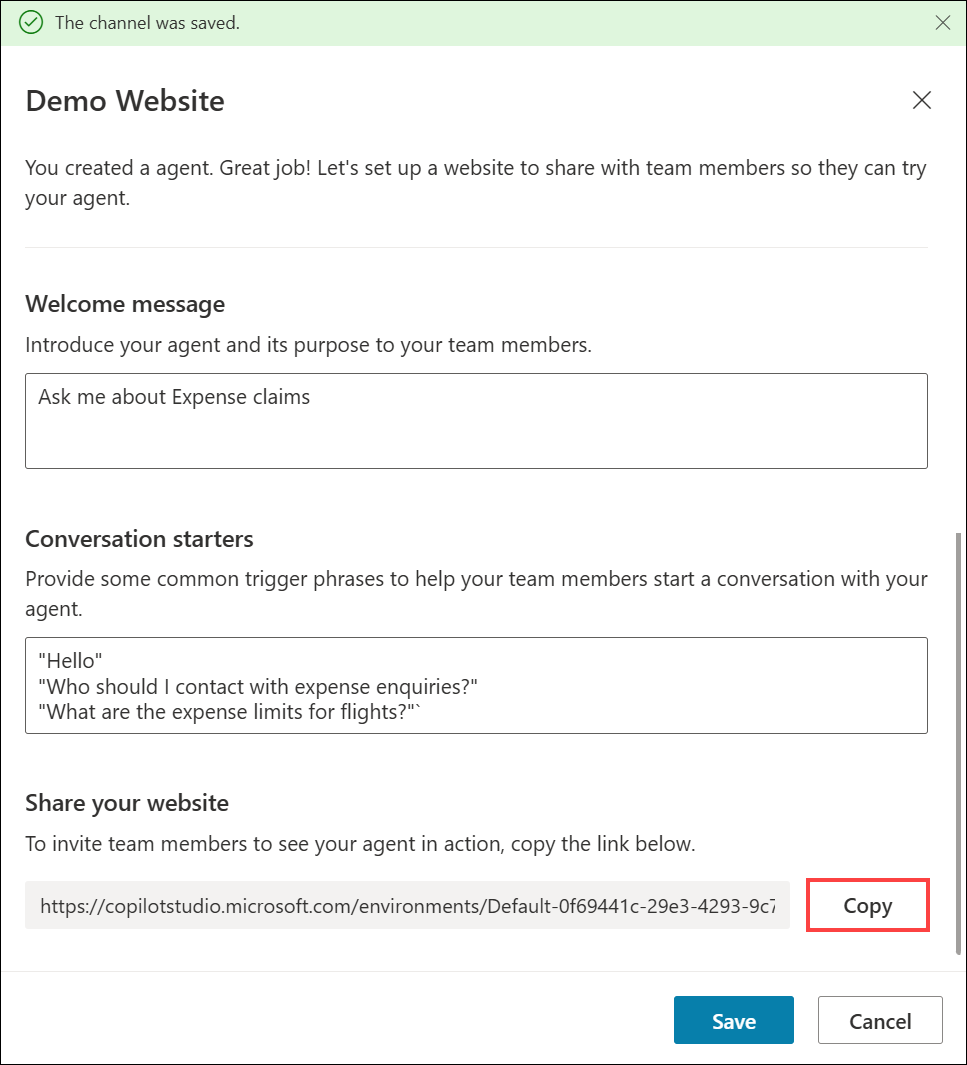 The channel was saved.
Demo Website
You created a agent. Great job! Let's set up a website to share with team members so they can try
your agent.
Welcome message
Introduce your agent and its purpose to your team members.
Ask me about Expense claims
Conversation starters
Provide some common trigger phrases to help your team members start a conversation with your
agent.
"Hello"
"Who should I contact with expense enquiries?"
"What are the expense limits for flights?"`
Share your website
To invite team members to see your agent in action, copy the link below.
https://copilotstudio.microsoft.com/environments/Default-0f69441c-29e3-4293-9c7
Copy
Save
Cancel